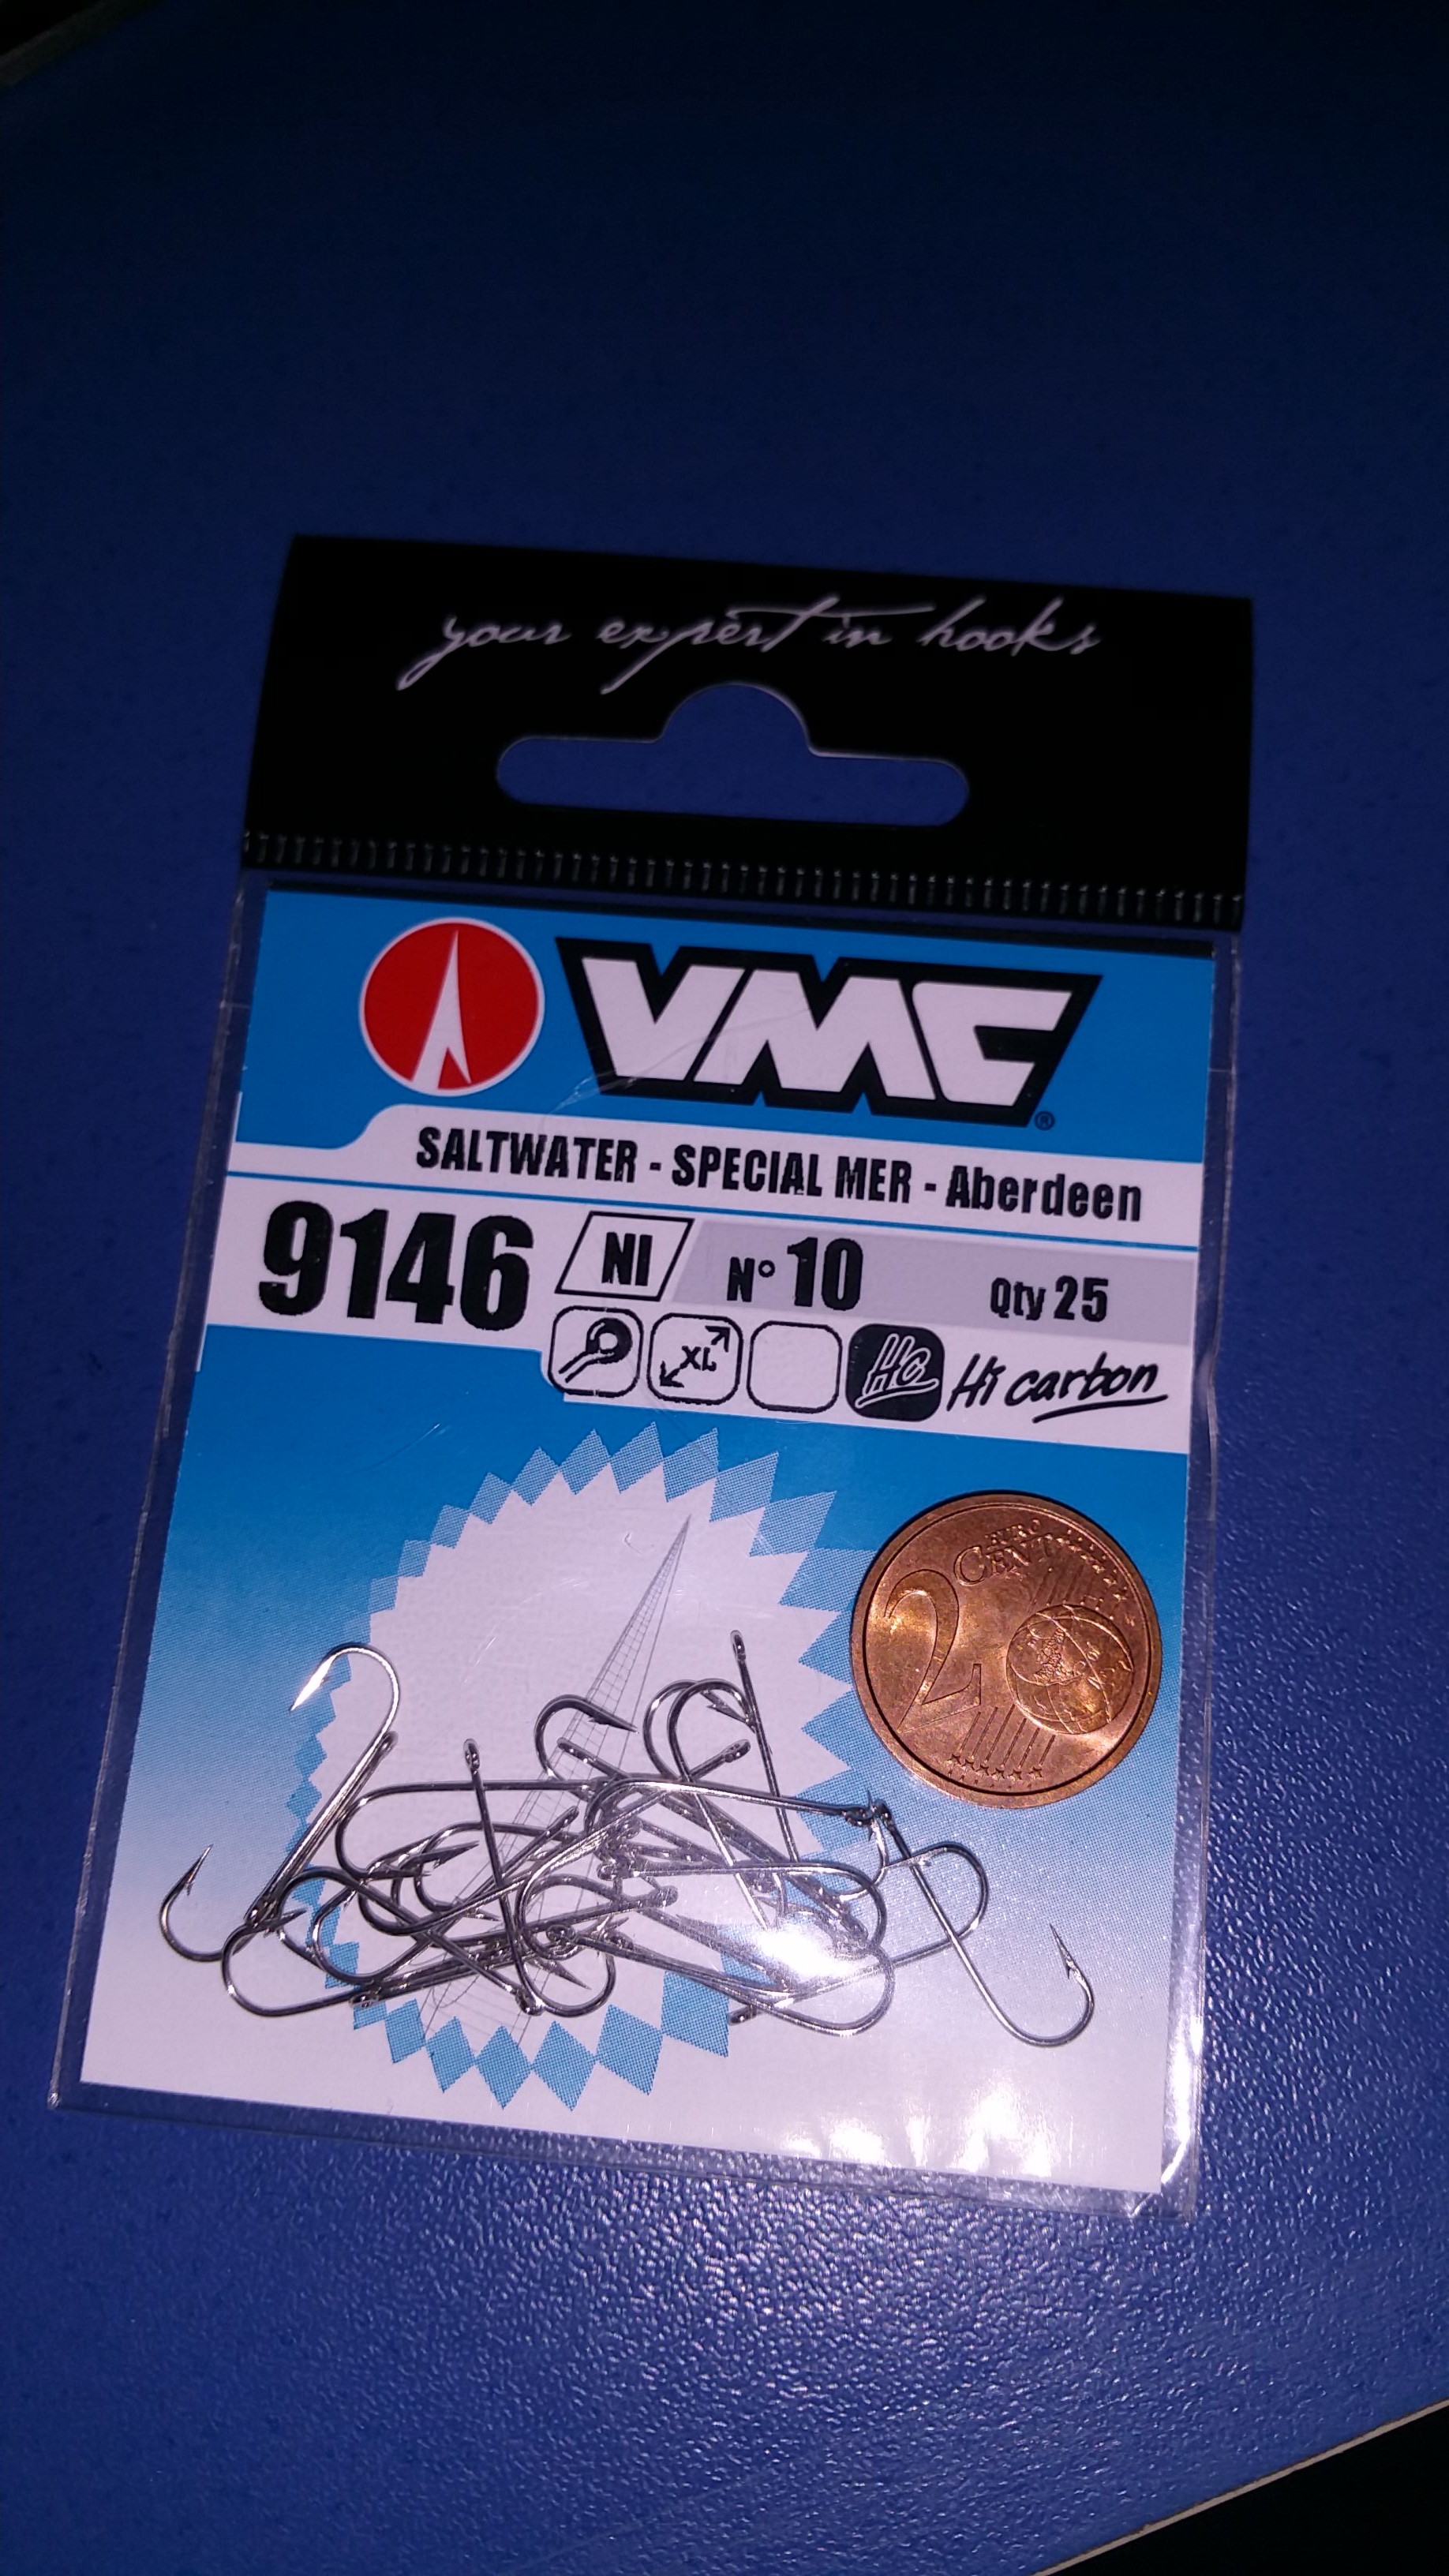 your expert in hooks
VMC®
SALTWATER - SPECIAL MER - Aberdeen
9146 NI N° 10 Qty 25
XL HC Hi carbon
2 EURO
CENT